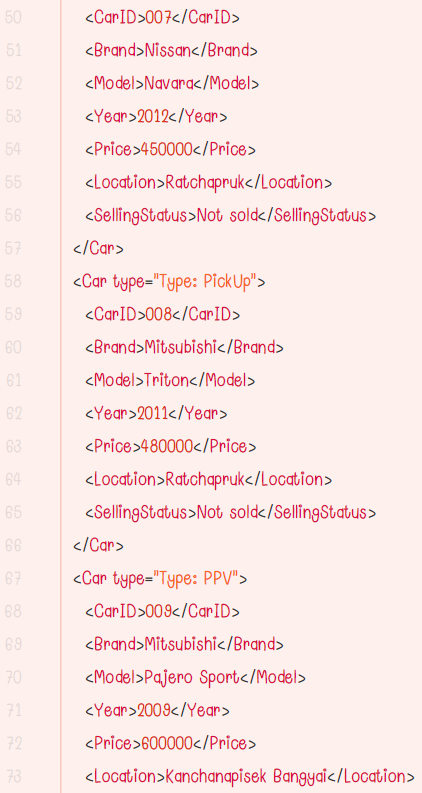 50 <CarID>007</CarID>
51 <Brand>Nissan</Brand>
52 <Model>Navara</Model>
53 <Year>2012</Year>
54 <Price>450000</Price>
55 <Location>Ratchapruk</Location>
56 <SellingStatus>Not sold</SellingStatus>
57 </Car>
58 <Car type="Type: PickUp">
59 <CarID>008</CarID>
60 <Brand>Mitsubishi</Brand>
61 <Model>Triton</Model>
62 <Year>2011</Year>
63 <Price>480000</Price>
64 <Location>Ratchapruk</Location>
65 <SellingStatus>Not sold</SellingStatus>
66 </Car>
67 <Car type="Type: PPV">
68 <CarID>009</CarID>
69 <Brand>Mitsubishi</Brand>
70 <Model>Pajero Sport</Model>
71 <Year>2009</Year>
72 <Price>600000</Price>
73 <Location>Kanchanapisek Bangyai</Location>